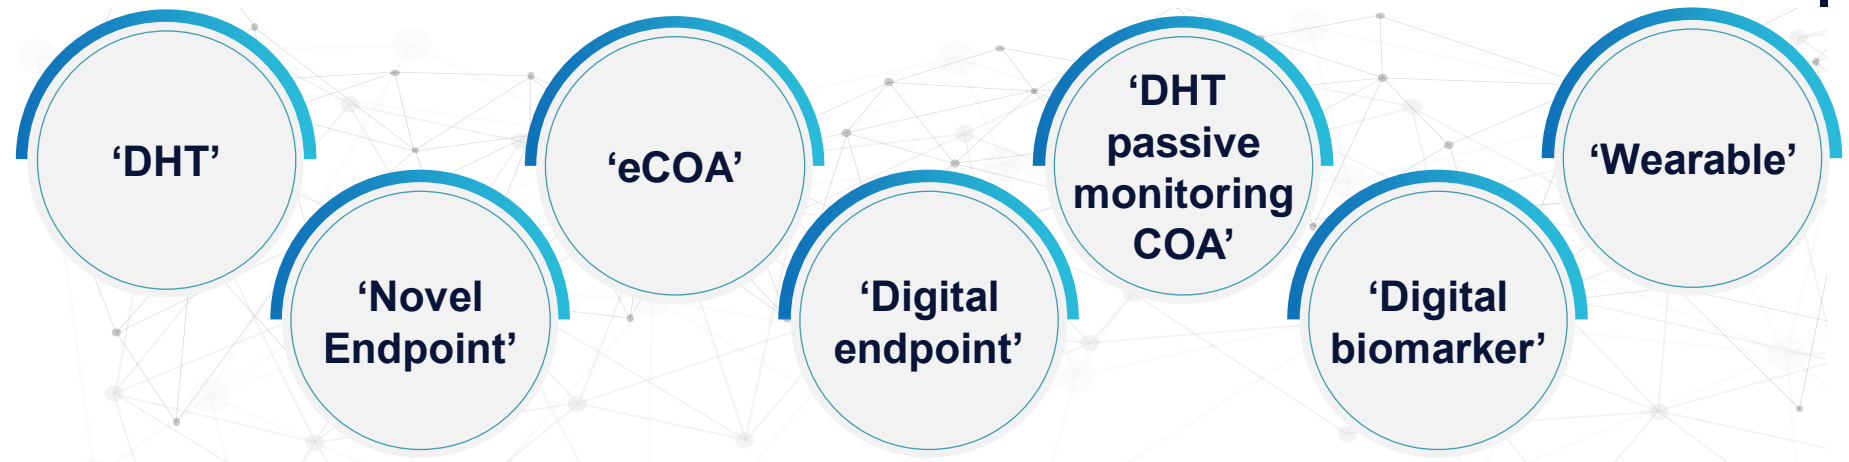 ‘DHT’
‘Novel
Endpoint’
‘eCOA’
‘Digital
endpoint’
‘DHT
passive
monitoring
COA’
‘Digital
biomarker’
‘Wearable’